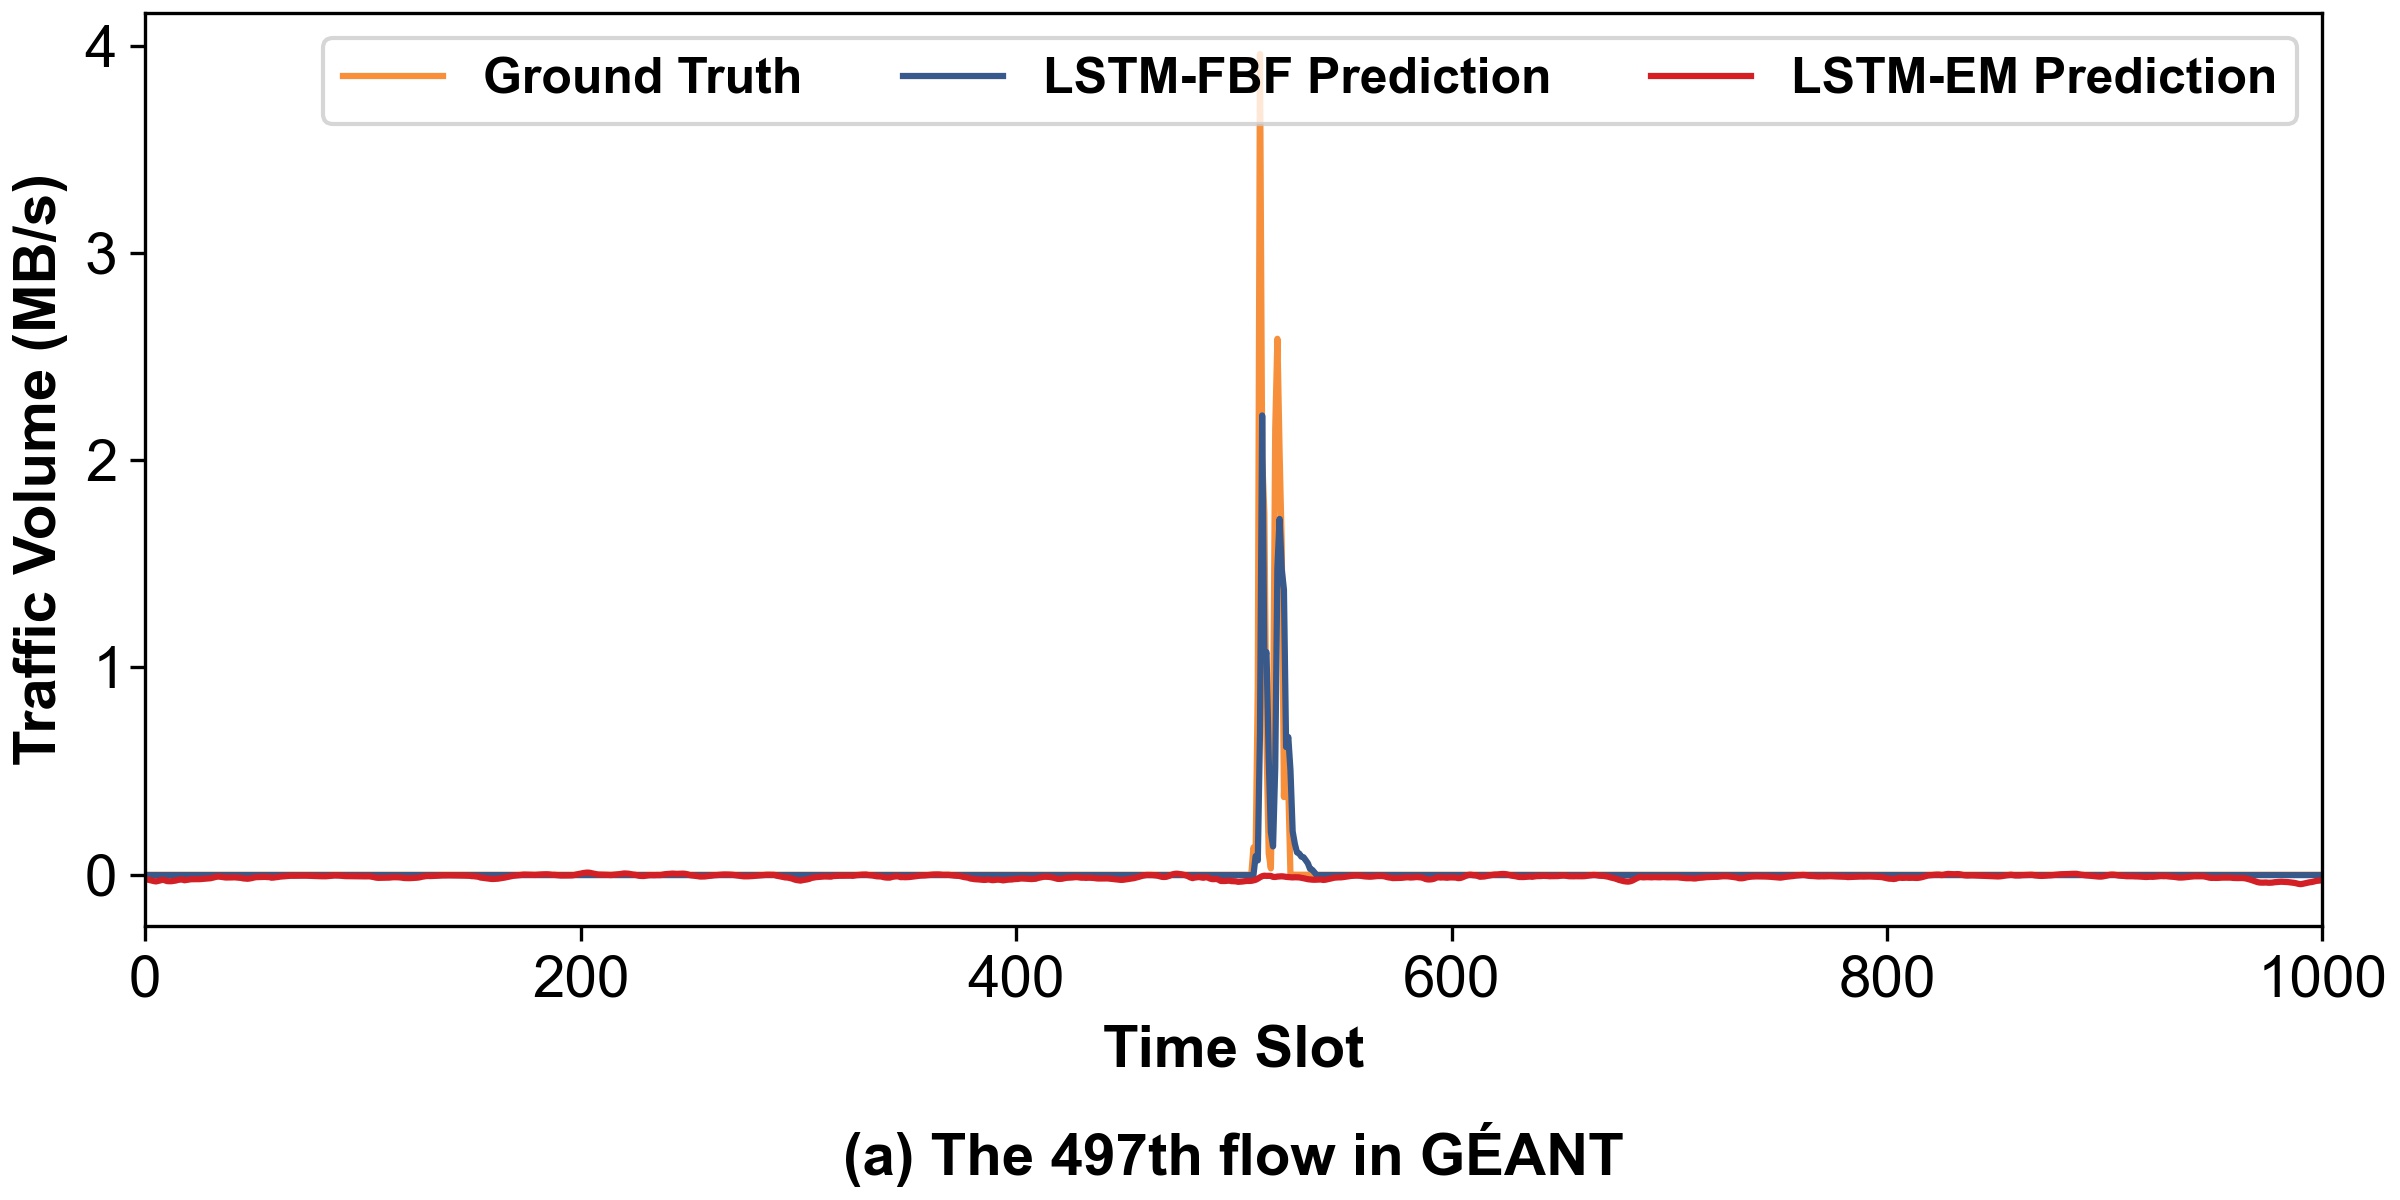 Ground Truth LSTM-FBF Prediction LSTM-EM Prediction
Traffic Volume (MB/s)
4
3
2
1
0
0 200 400 600 800 1000
Time Slot
(a) The 497th flow in GÉANT